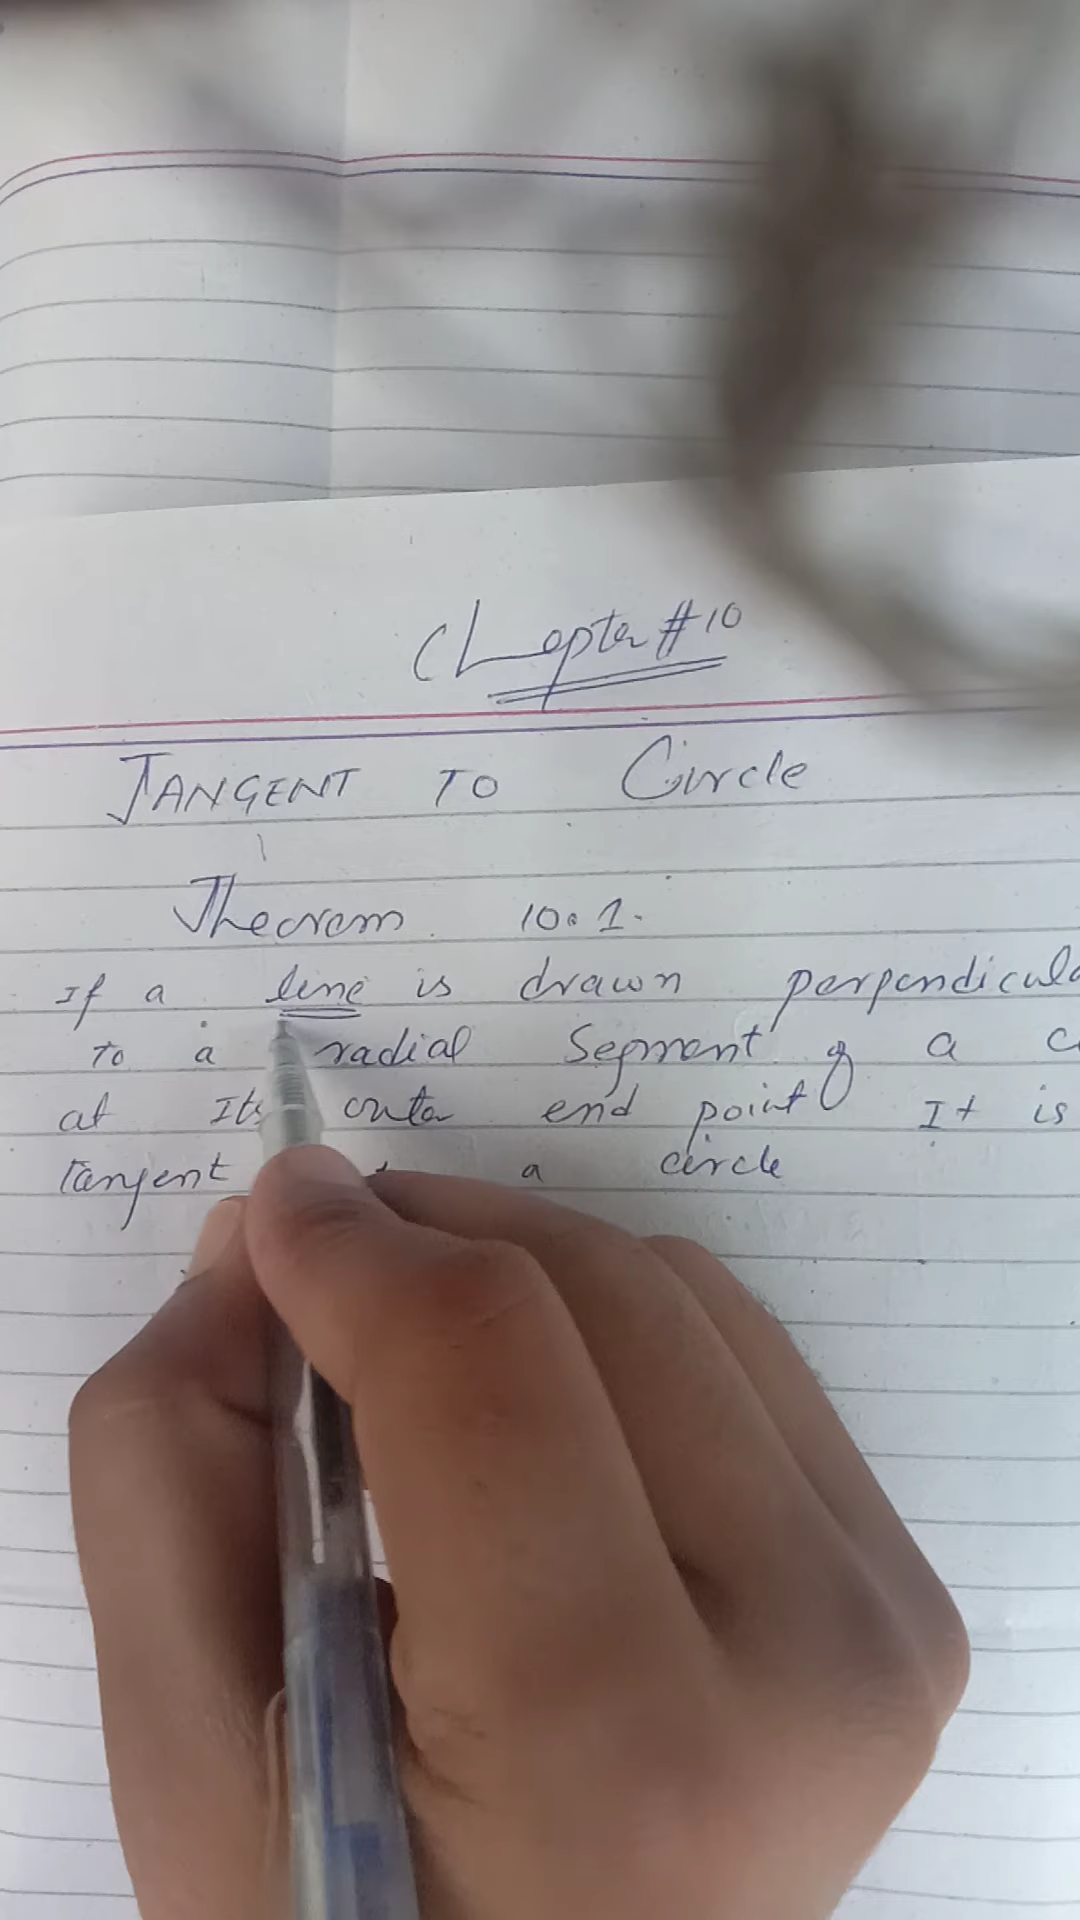 Chapter #10
TANGENT TO Circle
Theorem 10.1.
If a line is drawn perpendicula
to a radial Segment of a c
at Its outer end point It is
Tangent a circle